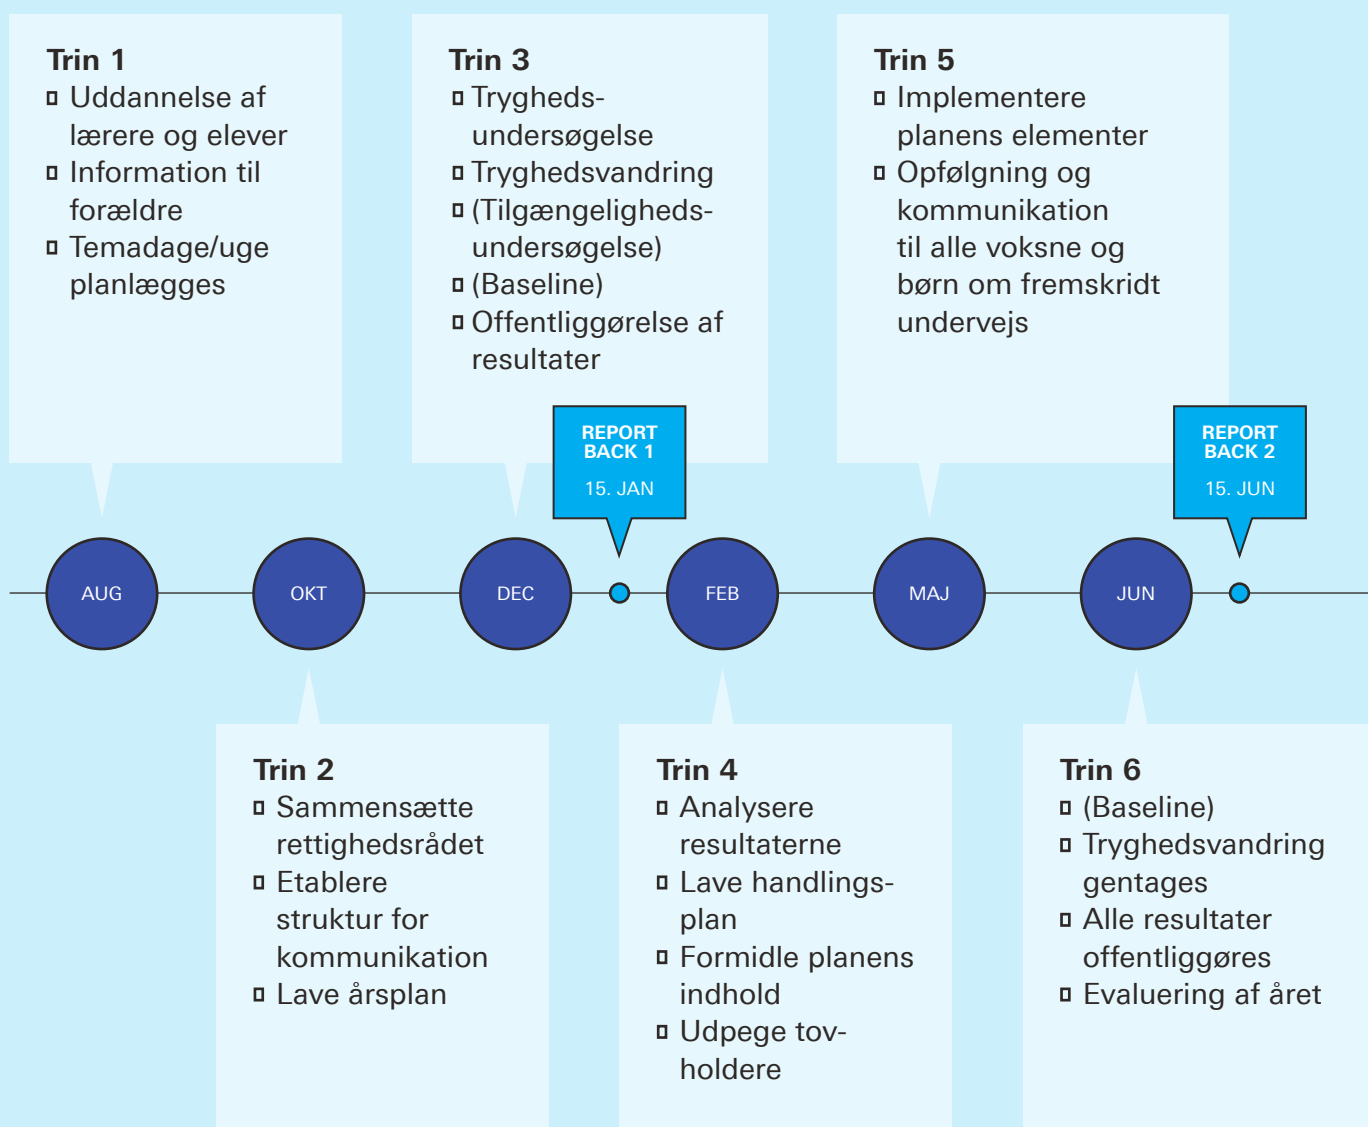 Trin 1
▫ Uddannelse af
lærere og elever
▫ Information til
forældre
▫ Temadage/uge
planlægges
Trin 3
▫ Trygheds-
undersøgelse
▫ Tryghedsvandring
▫ (Tilgængeligheds-
undersøgelse)
▫ (Baseline)
▫ Offentliggørelse af
resultater
Trin 5
▫ Implementere
planens elementer
▫ Opfølgning og
kommunikation
til alle voksne og
børn om fremskridt
undervejs
REPORT
BACK 1
15. JAN
REPORT
BACK 2
15. JUN
AUG
OKT
DEC
FEB
MAJ
JUN
Trin 2
▫ Sammensætte
rettighedsrådet
▫ Etablere
struktur for
kommunikation
▫ Lave årsplan
Trin 4
▫ Analysere
resultaterne
▫ Lave handlings-
plan
▫ Formidle planens
indhold
▫ Udpege tov-
holdere
Trin 6
▫ (Baseline)
▫ Tryghedsvandring
gentages
▫ Alle resultater
offentliggøres
▫ Evaluering af året